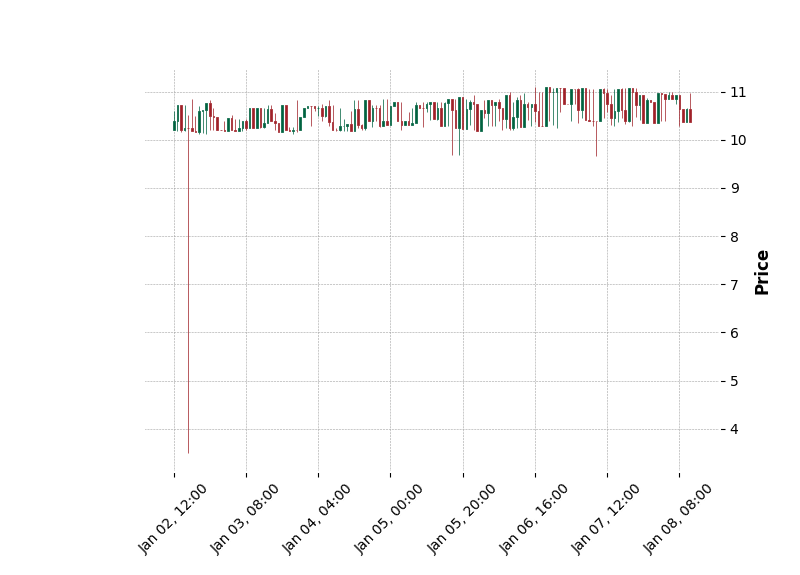 11
10
9
8
7
6
5
4
Price
Jan 02, 12:00
Jan 03, 08:00
Jan 04, 04:00
Jan 05, 00:00
Jan 05, 20:00
Jan 06, 16:00
Jan 07, 12:00
Jan 08, 08:00